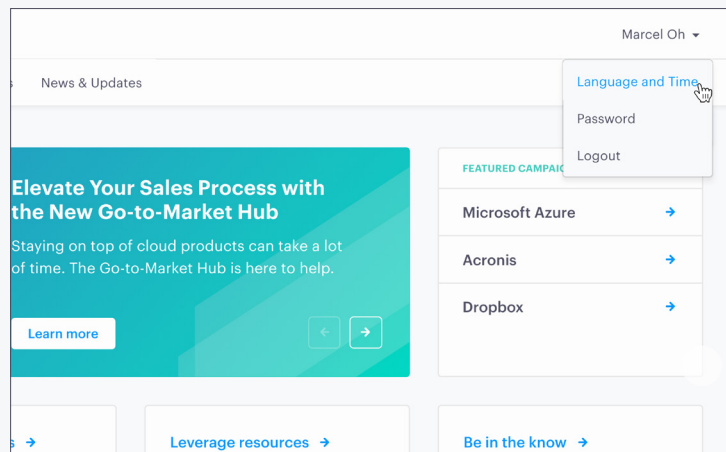 Marcel Oh
News & Updates
Language and Time
Password
Logout
Elevate Your Sales Process with
the New Go-to-Market Hub
Staying on top of cloud products can take a lot
of time. The Go-to-Market Hub is here to help.
Learn more
FEATURED
Microsoft Azure
Acronis
Dropbox
Leverage resources
Be in the know